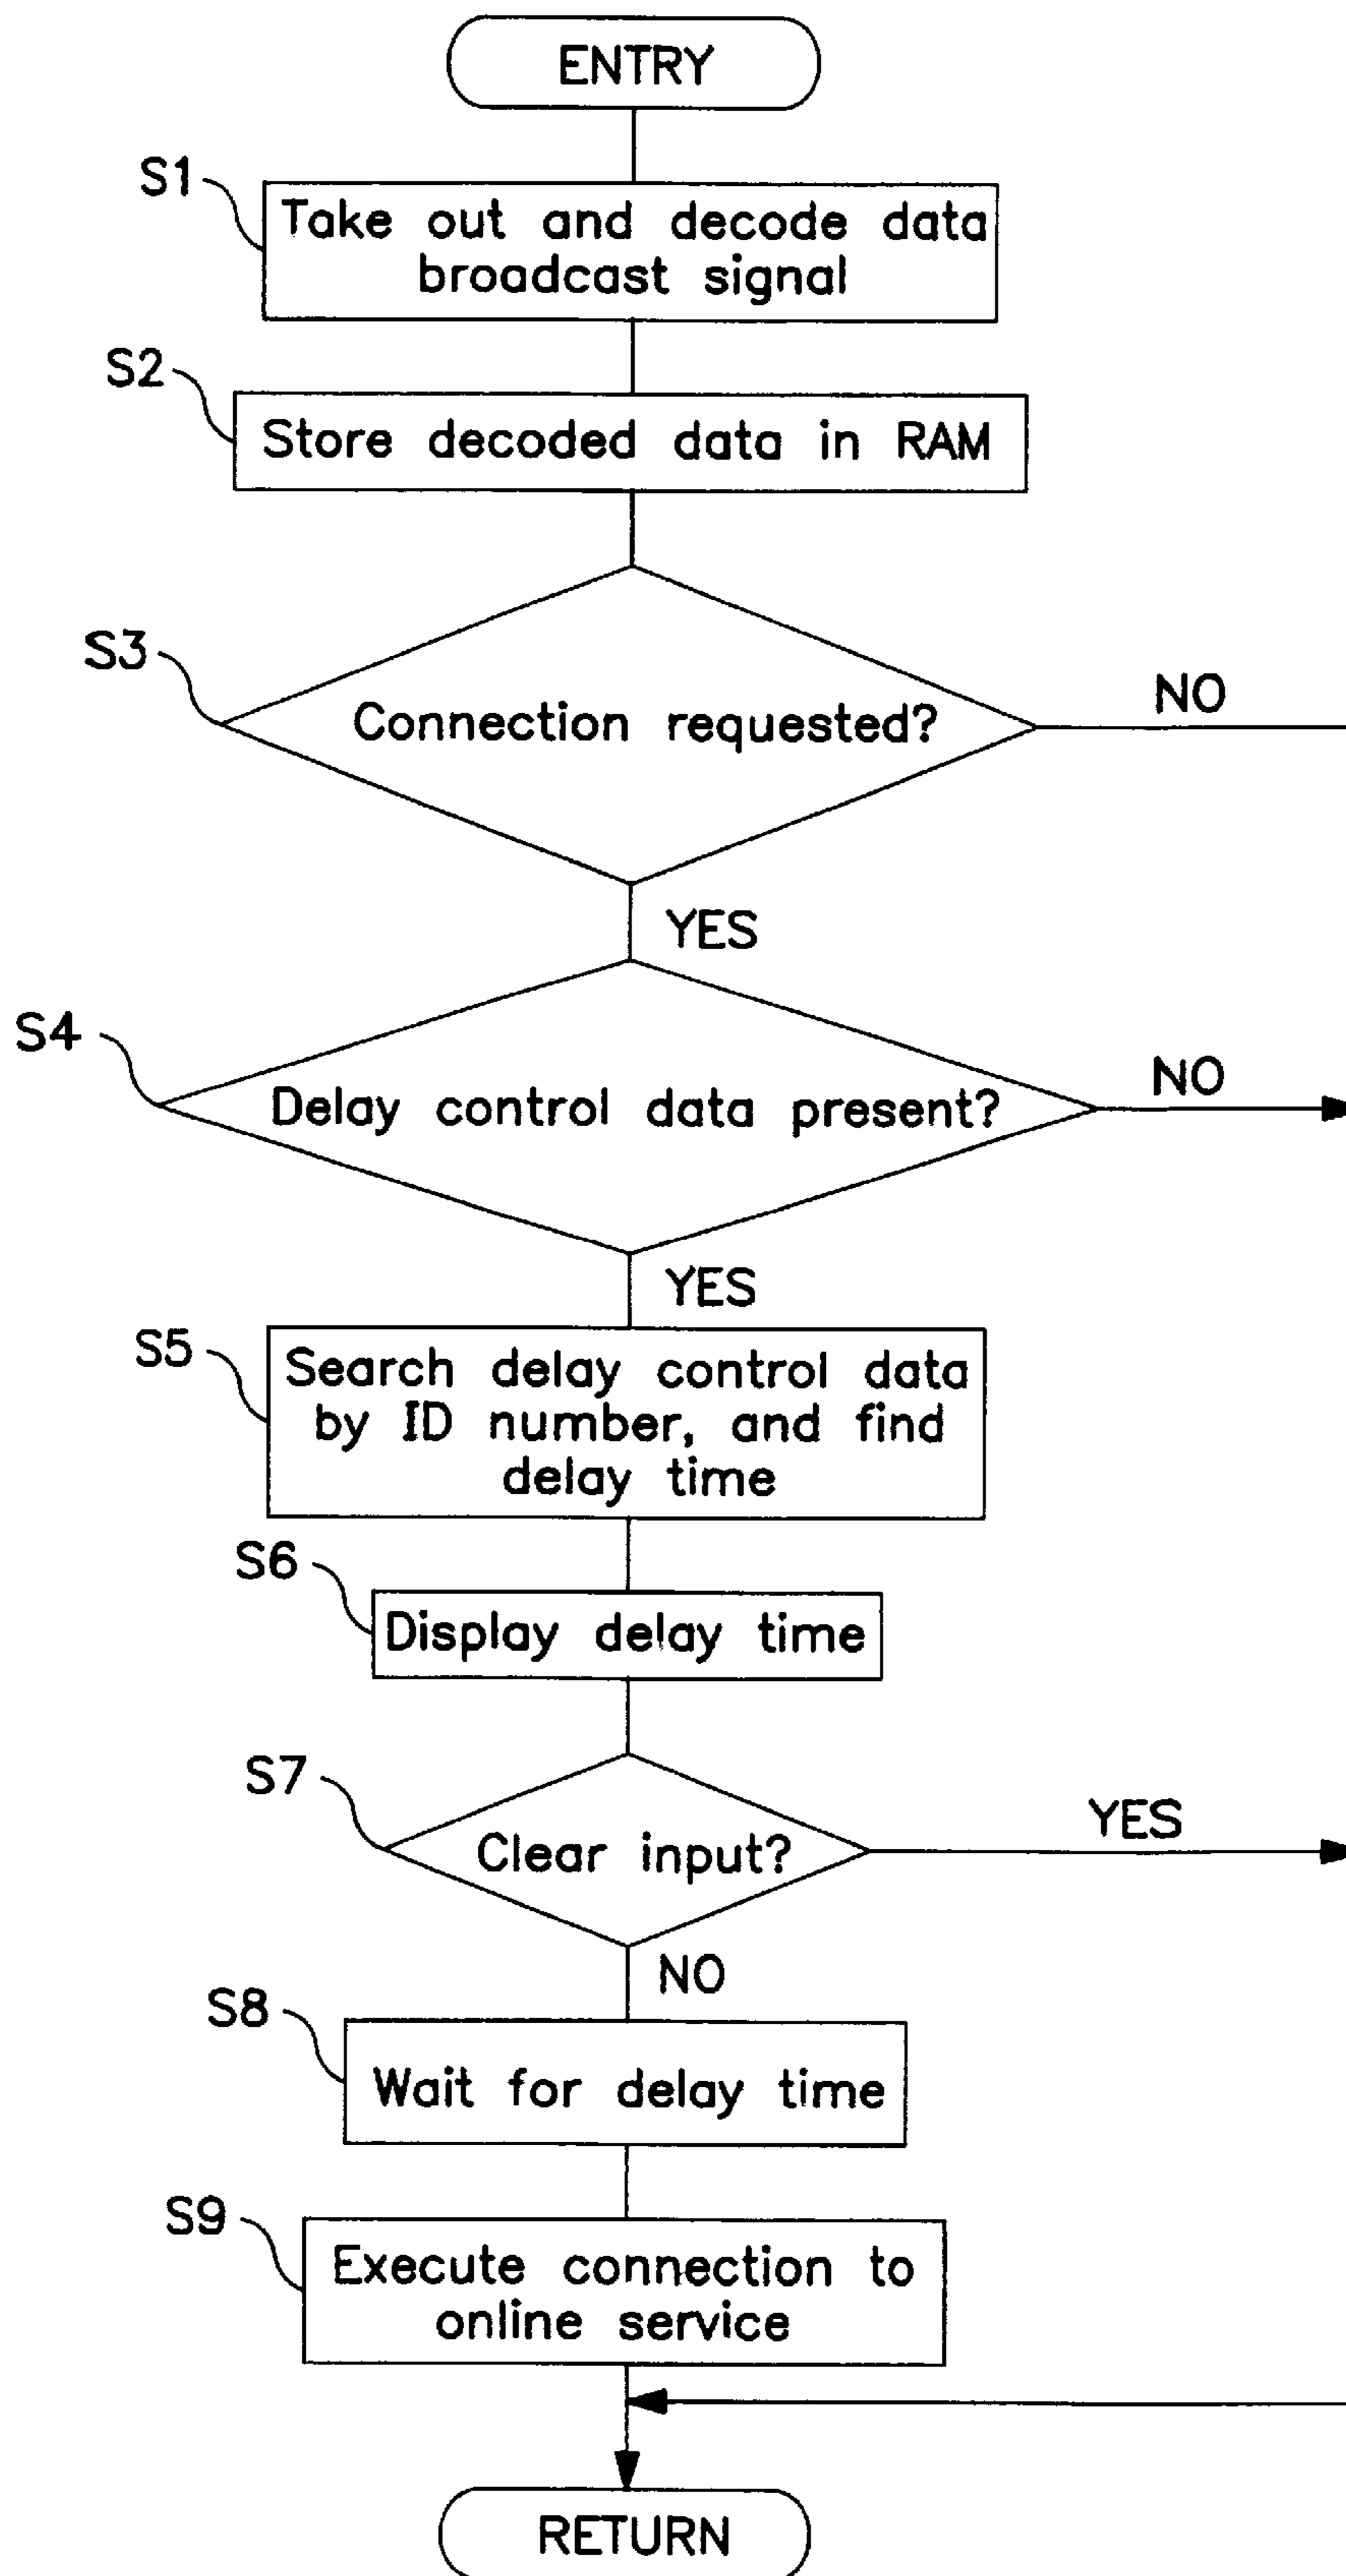 ENTRY
S1
Take out and decode data
broadcast signal
S2
Store decoded data in RAM
S3
Connection requested?
NO
YES
S4
Delay control data present?
NO
YES
S5
Search delay control data
by ID number, and find
delay time
S6
Display delay time
S7
Clear input?
YES
NO
S8
Wait for delay time
S9
Execute connection to
online service
RETURN